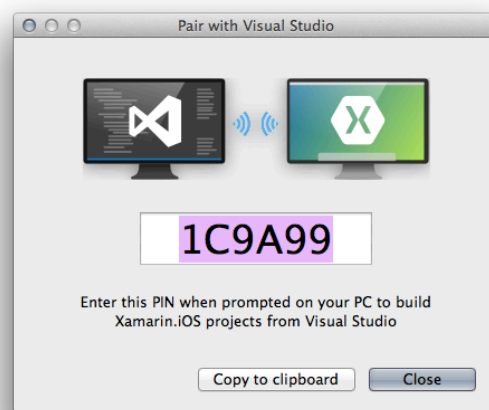 Pair with Visual Studio
1C9A99
Enter this PIN when prompted on your PC to build
Xamarin.iOS projects from Visual Studio
Copy to clipboard
Close